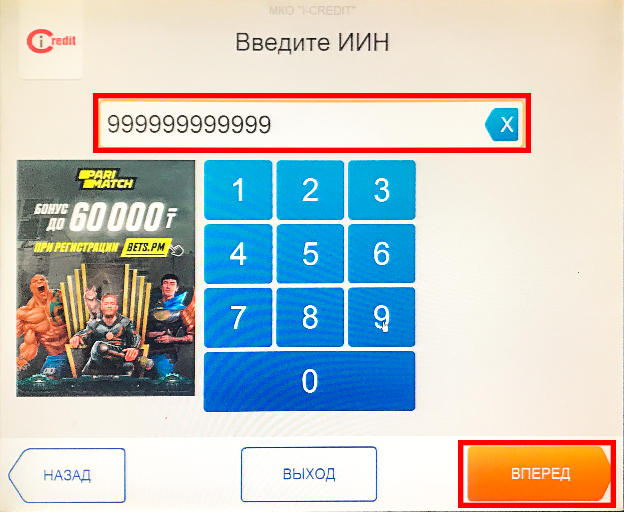 МКО "I-CREDIT"
Credit
Введите ИИН
999999999999
X
PARI
MATCH
БОНУС
ДО 60 000 ₸
ПРИ РЕГИСТРАЦИИ BETS.PM
1 2 3
4 5 6
7 8 9
0
НАЗАД
ВЫХОД
ВПЕРЕД